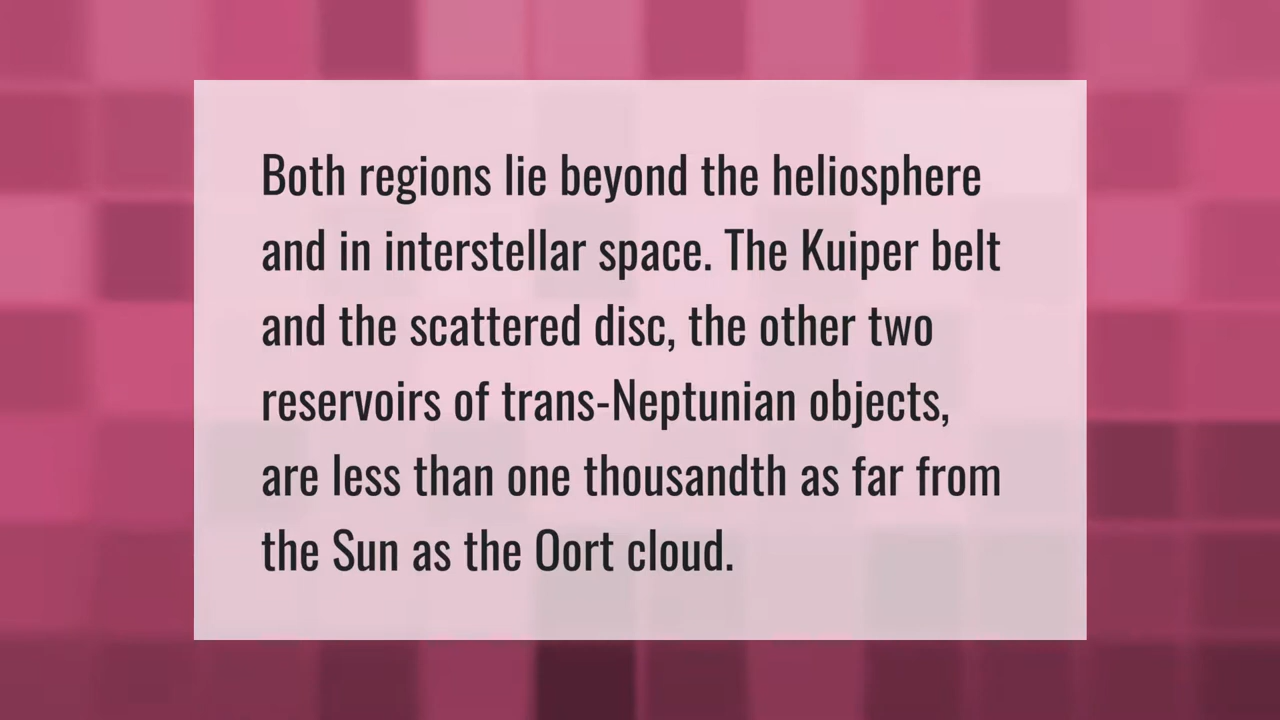 Both regions lie beyond the heliosphere
and in interstellar space. The Kuiper belt
and the scattered disc, the other two
reservoirs of trans-Neptunian objects,
are less than one thousandth as far from
the Sun as the Oort cloud.